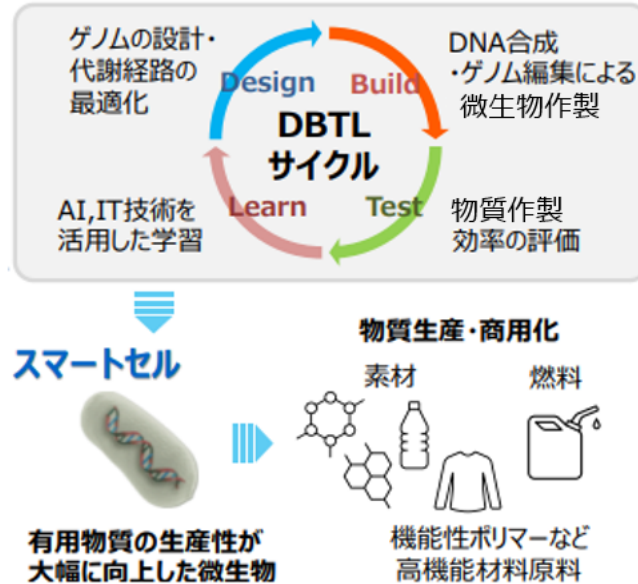 ゲノムの設計・
代謝経路の
最適化
Design
Build
DNA合成
・ゲノム編集による
微生物作製
DBTL
サイクル
AI,IT技術を
活用した学習
Learn
Test
物質作製
効率の評価
スマートセル
物質生産・商用化
素材
燃料
有用物質の生産性が
大幅に向上した微生物
機能性ポリマーなど
高機能材料原料